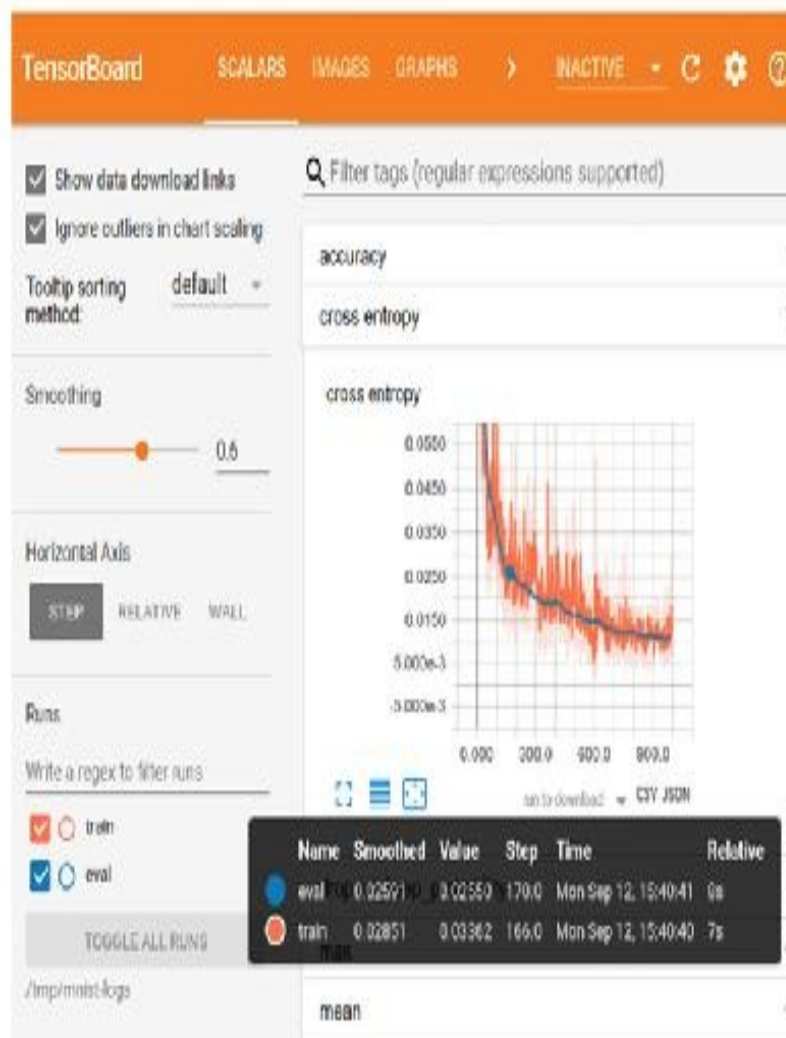 TensorBoard SCALARS IMAGES GRAPHS > INACTIVE
Show data download links
Ignore outliers in chart scaling
Tooltip sorting method: default
Smoothing
0.6
Horizontal Axis
STEP RELATIVE WALL
Runs
Write a regex to filter runs
train
eval
TOGGLE ALL RUNS
/tmp/mnist-logs
Filter tags (regular expressions supported)
accuracy
cross entropy
cross entropy
0.0550
0.0450
0.0350
0.0250
0.0150
5.000e-3
-5.000e-3
0.000 300.0 600.0 900.0
run to download CSV JSON
Name Smoothed Value Step Time Relative
eval 0.02591 0.02550 170.0 Mon Sep 12, 15:40:41 8s
train 0.02851 0.03362 166.0 Mon Sep 12, 15:40:40 7s
max
mean